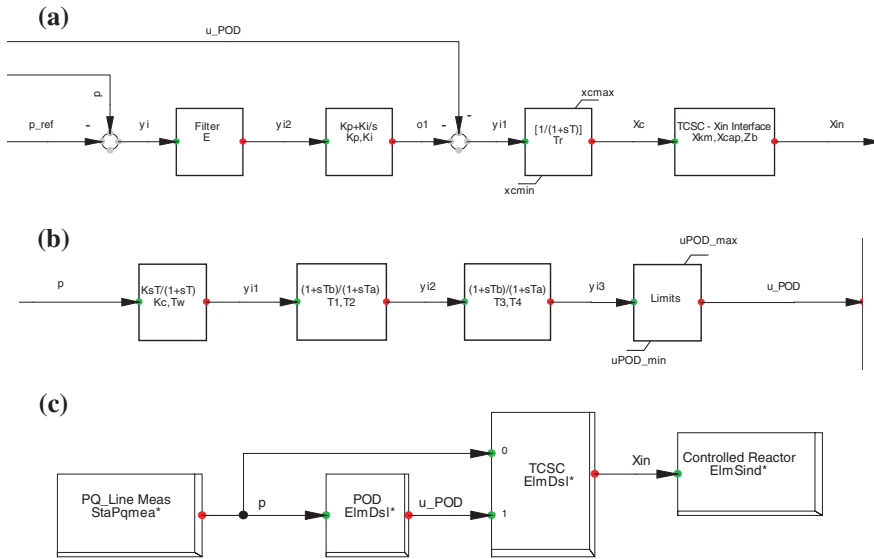 (a)
u_POD
p
xcmax
p_ref
-
yi
Filter
E
yi2
Kp+Ki/s
Kp,Ki
o1
-
-
yi1
[1/(1+sT)]
Tr
Xc
TCSC - Xin Interface
Xkm,Xcap,Zb
Xin
xcmin
(b)
uPOD_max
p
KsT/(1+sT)
Kc,Tw
yi1
(1+sTb)/(1+sTa)
T1,T2
yi2
(1+sTb)/(1+sTa)
T3,T4
yi3
Limits
u_POD
uPOD_min
(c)
PQ_Line Meas
StaPqmea*
p
POD
ElmDsl*
u_POD
0
1
TCSC
ElmDsl*
Xin
Controlled Reactor
ElmSind*